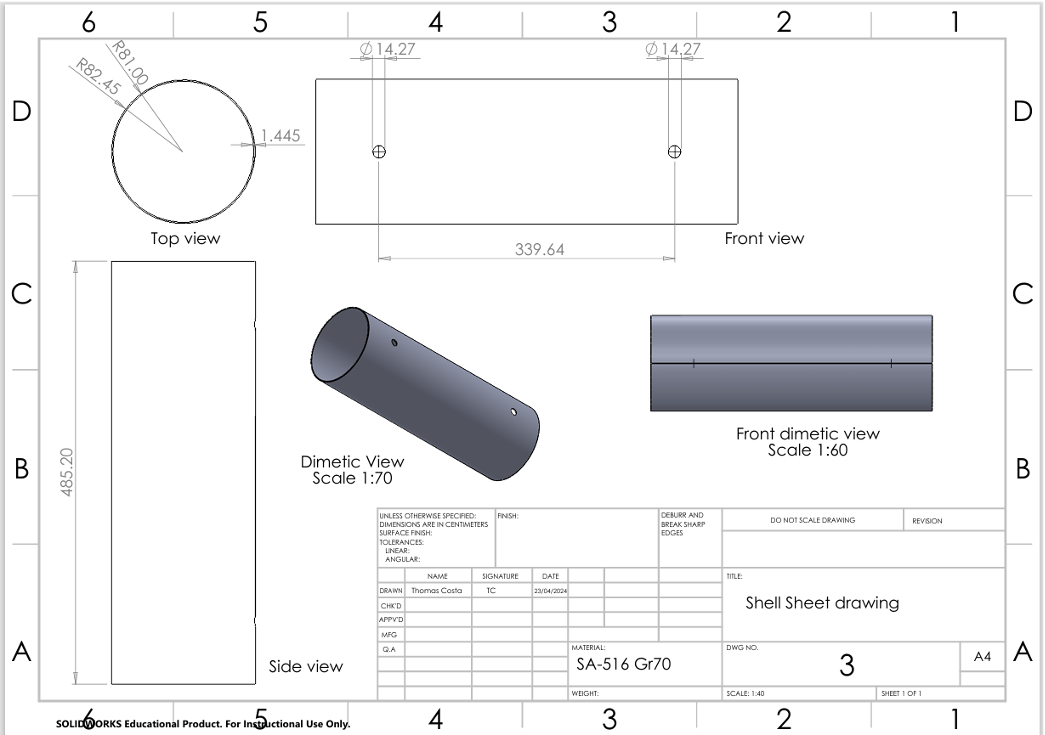 6 5 4 3 2 1
D D
R81.00
R82.45
1.445
Ø14.27 Ø14.27
339.64
Top view
Front view
C C
485.20
Dimetic View
Scale 1:70
Front dimetic view
Scale 1:60
B B
UNLESS OTHERWISE SPECIFIED:
DIMENSIONS ARE IN CENTIMETERS
SURFACE FINISH:
TOLERANCES:
LINEAR:
ANGULAR:
FINISH:
DEBURR AND
BREAK SHARP
EDGES
DO NOT SCALE DRAWING
REVISION
NAME SIGNATURE DATE
DRAWN Thomas Costa TC 23/04/2024
CHK'D
APPV'D
MFG
Q.A
TITLE:
Shell Sheet drawing
MATERIAL:
SA-516 Gr70
DWG NO.
3
A4
WEIGHT:
SCALE: 1:40
SHEET 1 OF 1
Side view
A A
6 5 4 3 2 1
SOLIDWORKS Educational Product. For Instructional Use Only.